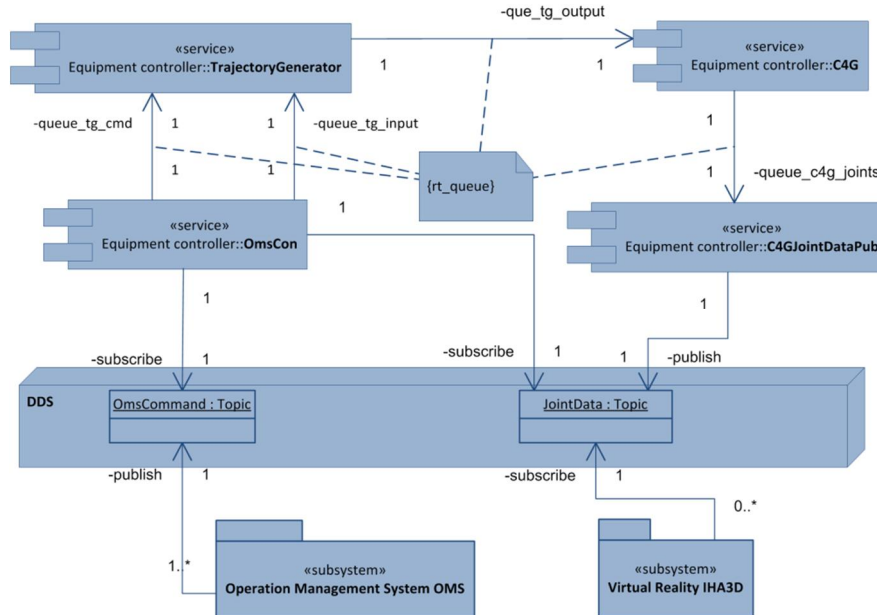 -que_tg_output
«service»
Equipment controller::TrajectoryGenerator
1
1
«service»
Equipment controller::C4G
-queue_tg_cmd
1
1
-queue_tg_input
1
1
1
{rt_queue}
1
-queue_c4g_joints
1
«service»
Equipment controller::OmsCon
«service»
Equipment controller::C4GJointDataPub
1
1
-subscribe
1
-subscribe
1
1
-publish
DDS
OmsCommand : Topic
JointData : Topic
-publish
1
-subscribe
1
0..*
1..*
«subsystem»
Operation Management System OMS
«subsystem»
Virtual Reality IHA3D